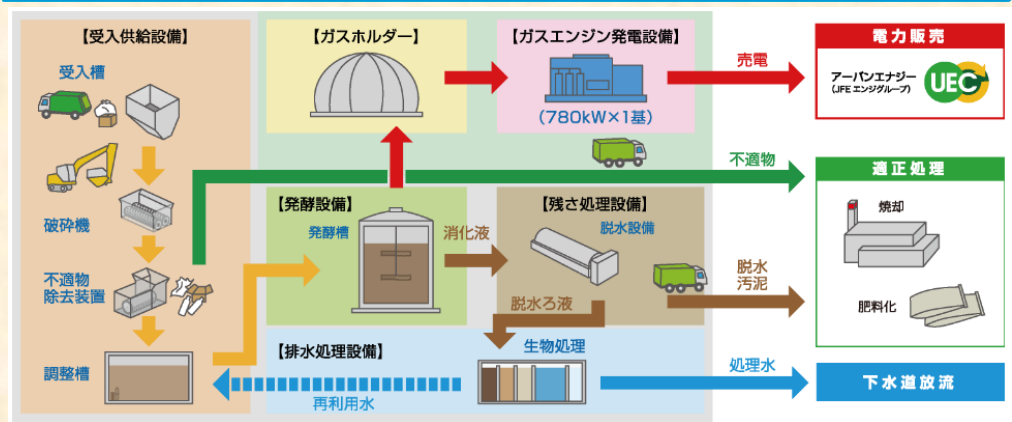 【受入供給設備】
受入槽
破砕機
不適物
除去装置
調整槽
【ガスホルダー】
【ガスエンジン発電設備】
(780kW×1基)
売電
電力販売
アーバンエナジー
(JFEエンジグループ)
UEC
不適物
適正処理
焼却
肥料化
【発酵設備】
発酵槽
消化液
【残さ処理設備】
脱水設備
脱水
汚泥
脱水ろ液
【排水処理設備】
生物処理
再利用水
処理水
下水道放流